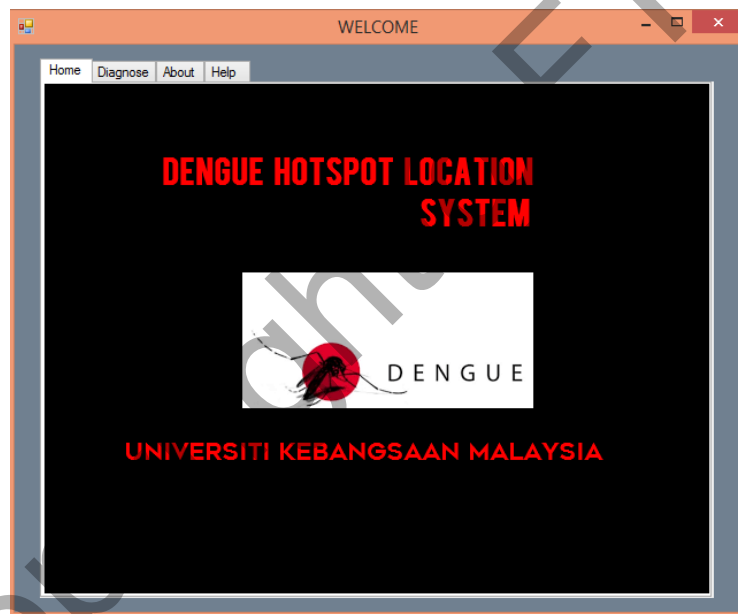 WELCOME
Home Diagnose About Help
DENGUE HOTSPOT LOCATION
SYSTEM
DENGUE
UNIVERSITI KEBANGSAAN MALAYSIA